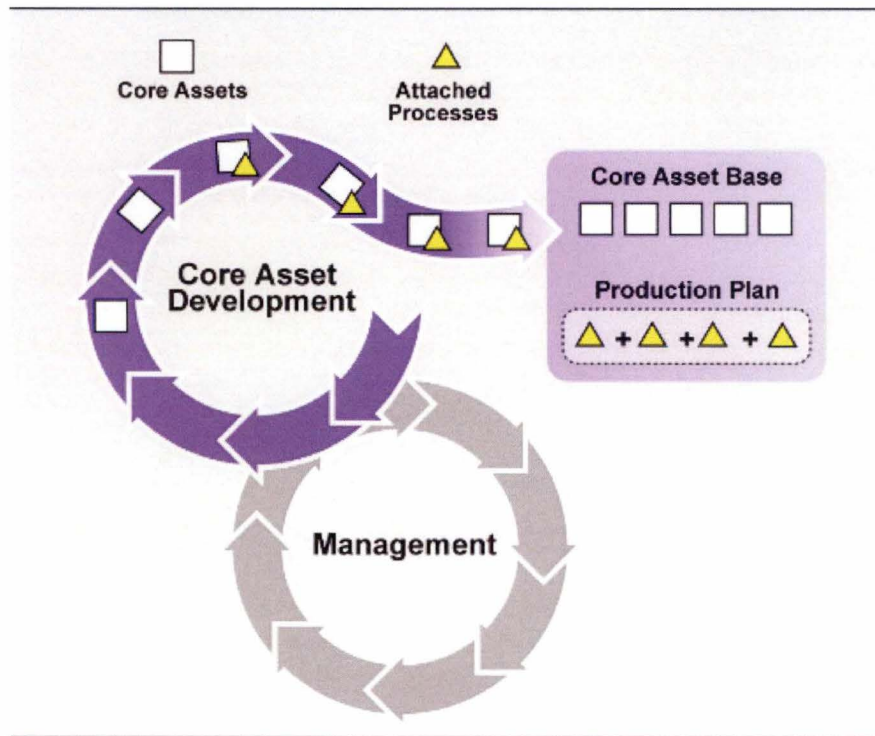 Core Assets
Attached
Processes
Core Asset Base
Core Asset
Development
Production Plan
+ + +
Management